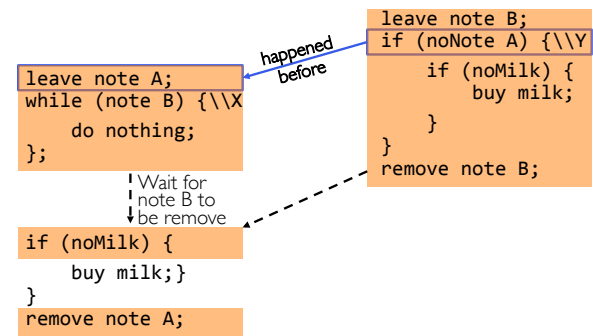 leave note A;
while (note B) {\\X
do nothing;
};
Wait for
note B to
be remove
if (noMilk) {
buy milk;}
}
remove note A;
happened
before
leave note B;
if (noNote A) {\\Y
if (noMilk) {
buy milk;
}
}
remove note B;